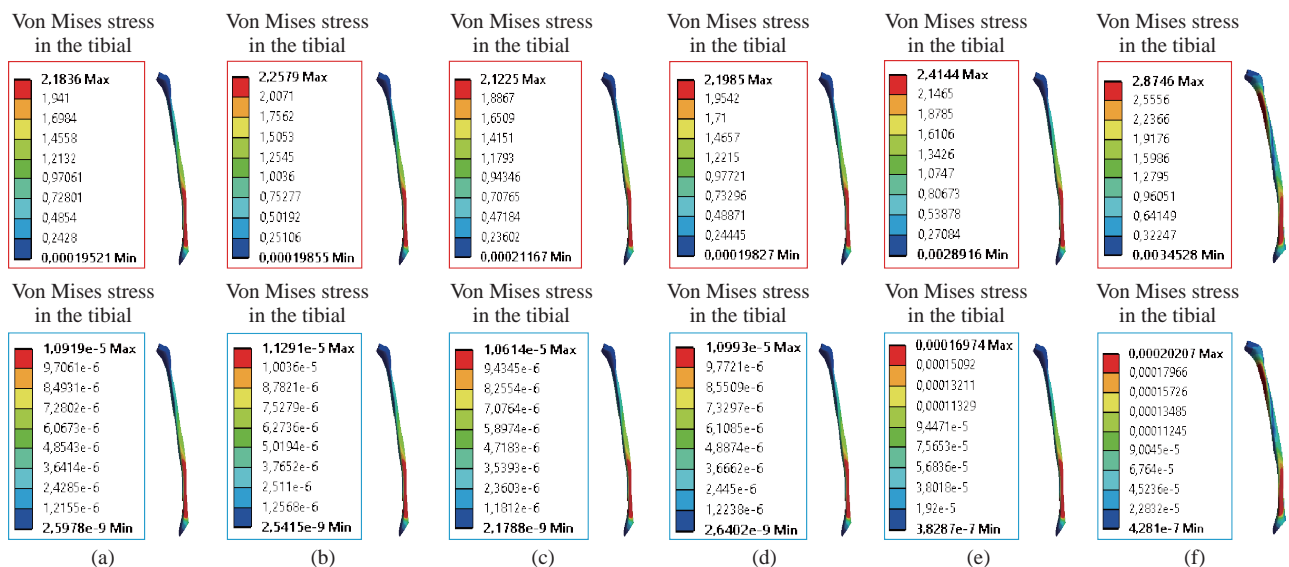 Von Mises stress
in the tibial
2,1836 Max
1,941
1,6984
1,4558
1,2132
0,97061
0,72801
0,4854
0,2428
0,00019521 Min
Von Mises stress
in the tibial
2,2579 Max
2,0071
1,7562
1,5053
1,2545
1,0036
0,75277
0,50192
0,25106
0,00019855 Min
Von Mises stress
in the tibial
2,1225 Max
1,8867
1,6509
1,4151
1,1793
0,94346
0,70765
0,47184
0,23602
0,00021167 Min
Von Mises stress
in the tibial
2,1985 Max
1,9542
1,71
1,4657
1,2215
0,97721
0,73296
0,48871
0,24445
0,00019827 Min
Von Mises stress
in the tibial
2,4144 Max
2,1465
1,8785
1,6106
1,3426
1,0747
0,80673
0,53878
0,27084
0,0028916 Min
Von Mises stress
in the tibial
2,8746 Max
2,5556
2,2366
1,9176
1,5986
1,2795
0,96051
0,64149
0,32247
0,0034528 Min
Von Mises stress
in the tibial
1,0919e-5 Max
9,7061e-6
8,4931e-6
7,2802e-6
6,0673e-6
4,8543e-6
3,6414e-6
2,4285e-6
1,2155e-6
2,5978e-9 Min
(a)
Von Mises stress
in the tibial
1,1291e-5 Max
1,0036e-5
8,7821e-6
7,5279e-6
6,2736e-6
5,0194e-6
3,7652e-6
2,511e-6
1,2568e-6
2,5415e-9 Min
(b)
Von Mises stress
in the tibial
1,0614e-5 Max
9,4345e-6
8,2554e-6
7,0764e-6
5,8974e-6
4,7183e-6
3,5393e-6
2,3603e-6
1,1812e-6
2,1788e-9 Min
(c)
Von Mises stress
in the tibial
1,0993e-5 Max
9,7721e-6
8,5509e-6
7,3297e-6
6,1085e-6
4,8874e-6
3,6662e-6
2,445e-6
1,2238e-6
2,6402e-9 Min
(d)
Von Mises stress
in the tibial
0,00016974 Max
0,00015092
0,00013211
0,00011329
9,4471e-5
7,5653e-5
5,6836e-5
3,8018e-5
1,92e-5
3,8287e-7 Min
(e)
Von Mises stress
in the tibial
0,00020207 Max
0,00017966
0,00015726
0,00013485
0,00011245
9,0045e-5
6,764e-5
4,5236e-5
2,2832e-5
4,281e-7 Min
(f)